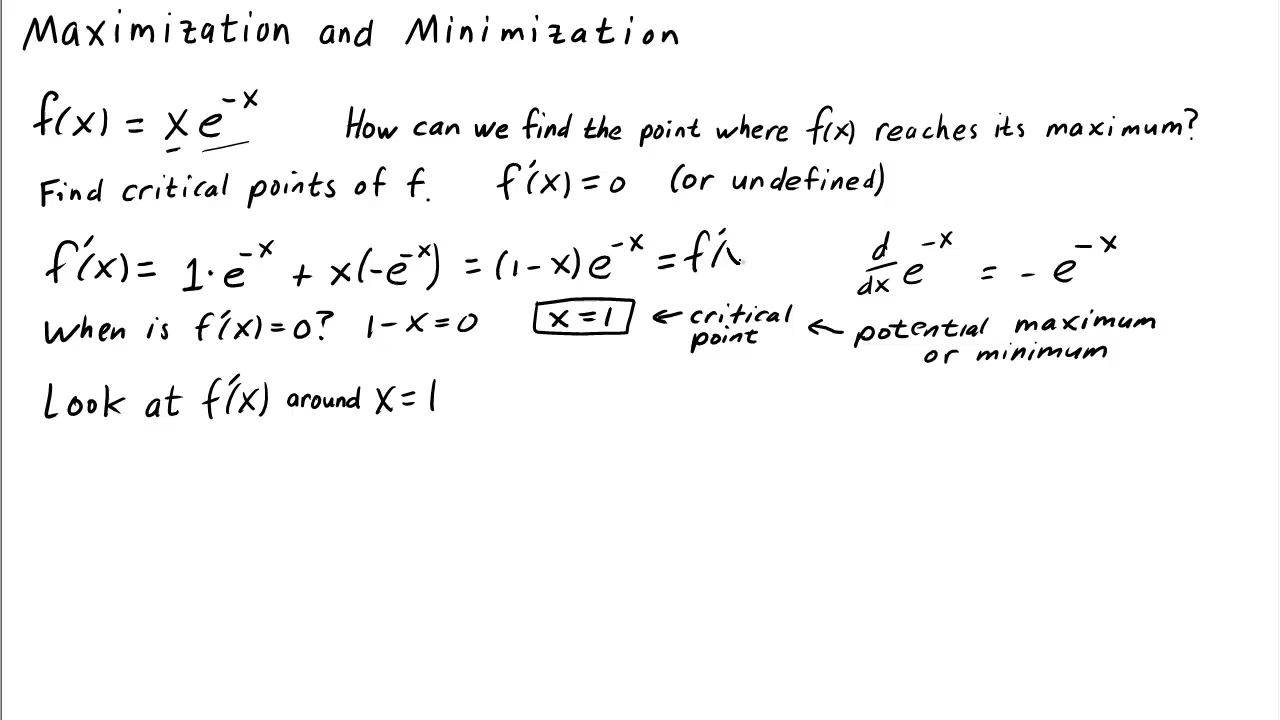 Maximization and Minimization
f(x) = x e^{-x} How can we find the point where f(x) reaches its maximum?
Find critical points of f. f'(x) = 0 (or undefined)
f'(x) = 1·e^{-x} + x(-e^{-x}) = (1-x)e^{-x} = f'( d/dx e^{-x} = -e^{-x}
When is f'(x)=0? 1-x=0 x=1 ← critical point ← potential maximum or minimum
Look at f'(x) around x=1